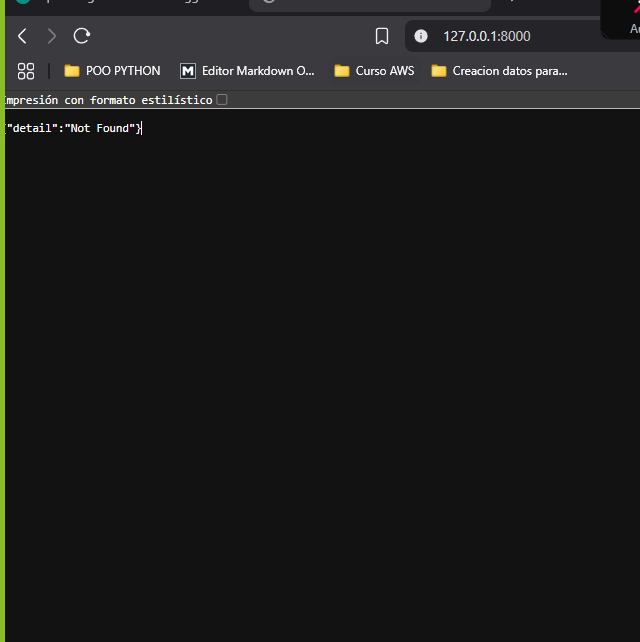 127.0.0.1:8000
POO PYTHON
M Editor Markdown O...
Curso AWS
Creacion datos para...
impresión con formato estilístico
{"detail":"Not Found"}